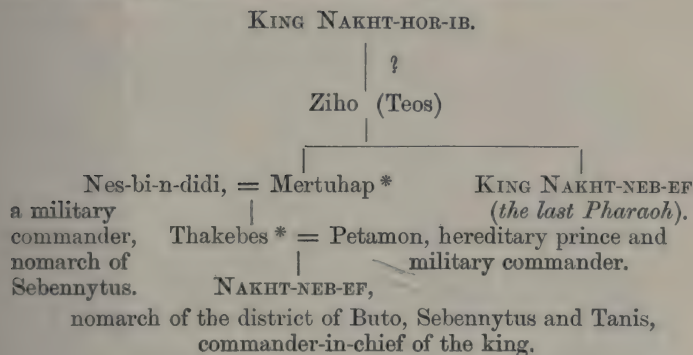 KING NAKHT-HOR-IB.
?
Ziho (Teos)
Nes-bi-n-didi, = Mertuhap * KING NAKHT-NEB-EF
a military (the last Pharaoh).
commander, Thakebes * = Petamon, hereditary prince and
nomarch of military commander.
Sebennytus. NAKHT-NEB-EF,
nomarch of the district of Buto, Sebennytus and Tanis,
commander-in-chief of the king.